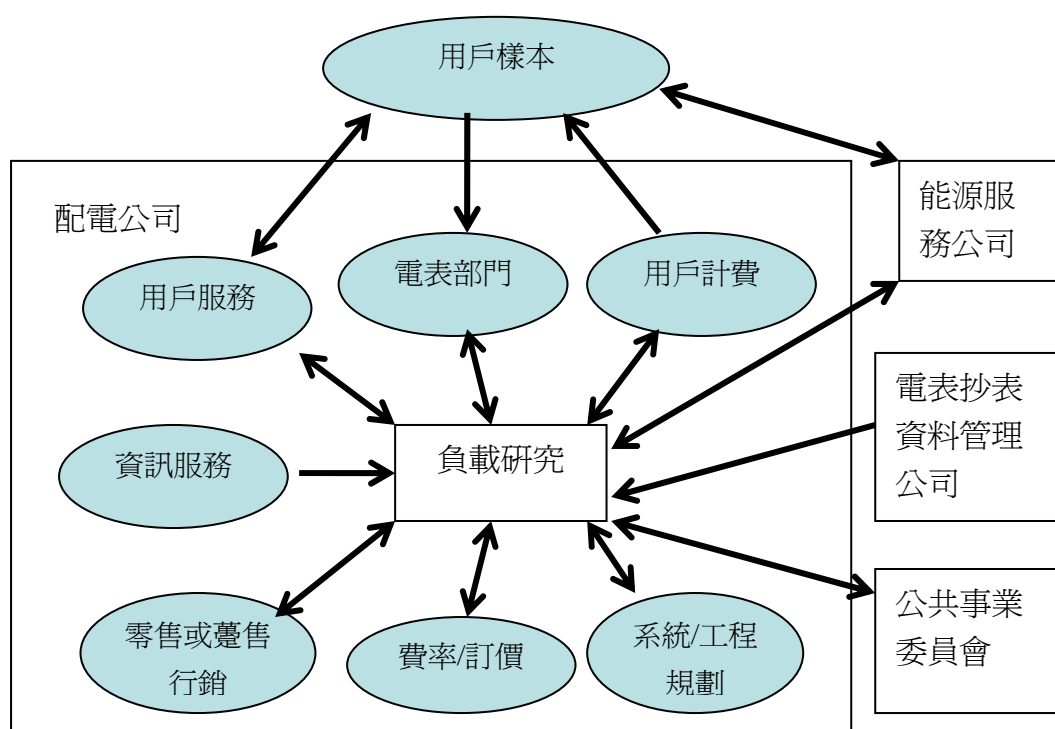 用戶樣本
配電公司
能源服
務公司
用戶服務
電表部門
用戶計費
電表抄表
資料管理
公司
資訊服務
負載研究
零售或躉售
行銷
費率/訂價
系統/工程
規劃
公共事業
委員會